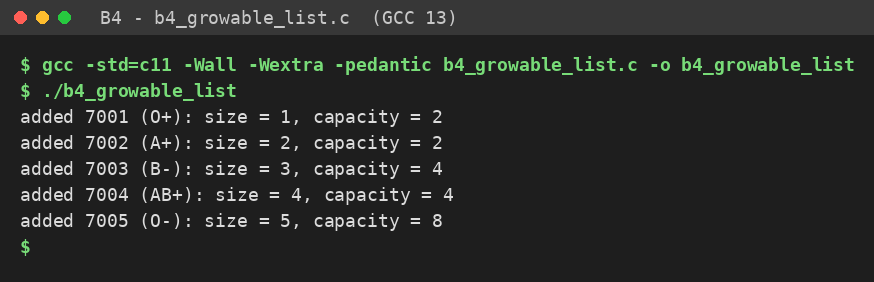 B4 - b4_growable_list.c  (GCC 13)
$ gcc -std=c11 -Wall -Wextra -pedantic b4_growable_list.c -o b4_growable_list
$ ./b4_growable_list
added 7001 (O+): size = 1, capacity = 2
added 7002 (A+): size = 2, capacity = 2
added 7003 (B-): size = 3, capacity = 4
added 7004 (AB+): size = 4, capacity = 4
added 7005 (O-): size = 5, capacity = 8
$